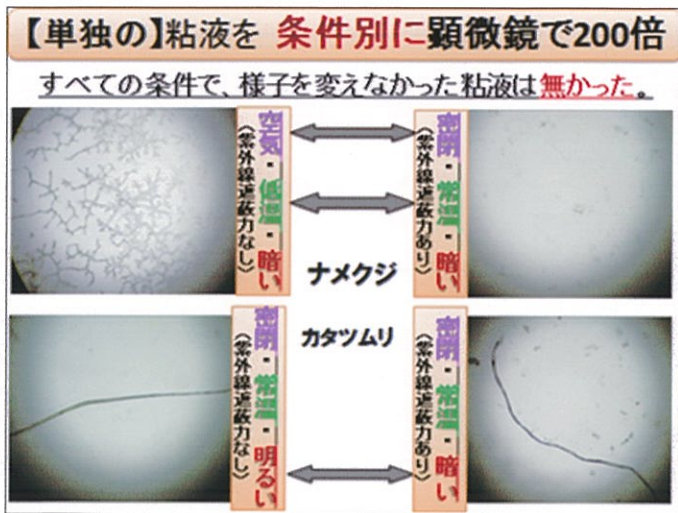 【単独の】粘液を 条件別に顕微鏡で200倍
すべての条件で、様子を変えなかった粘液は無かった。
空気・低温・暗い
（紫外線遮蔽力なし）
密閉・常温・暗い
（紫外線遮蔽力あり）
ナメクジ
カタツムリ
密閉・常温・明るい
（紫外線遮蔽力なし）
密閉・常温・暗い
（紫外線遮蔽力あり）